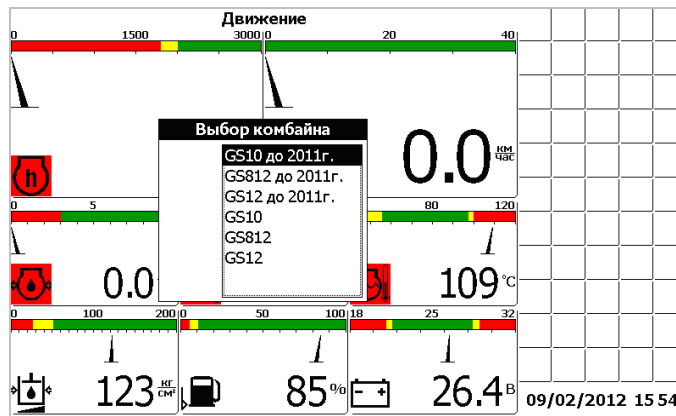 Движение
0 1500 3000 0 20 40
Выбор комбайна
GS10 до 2011г.
GS812 до 2011г.
GS12 до 2011г.
GS10
GS812
GS12
0.0 км/час
h
0 5 80 120
0.0 109 °C
0 100 200 0 50 100 18 25 32
123 кг/см² 85 % 26.4 В
09/02/2012 15 54